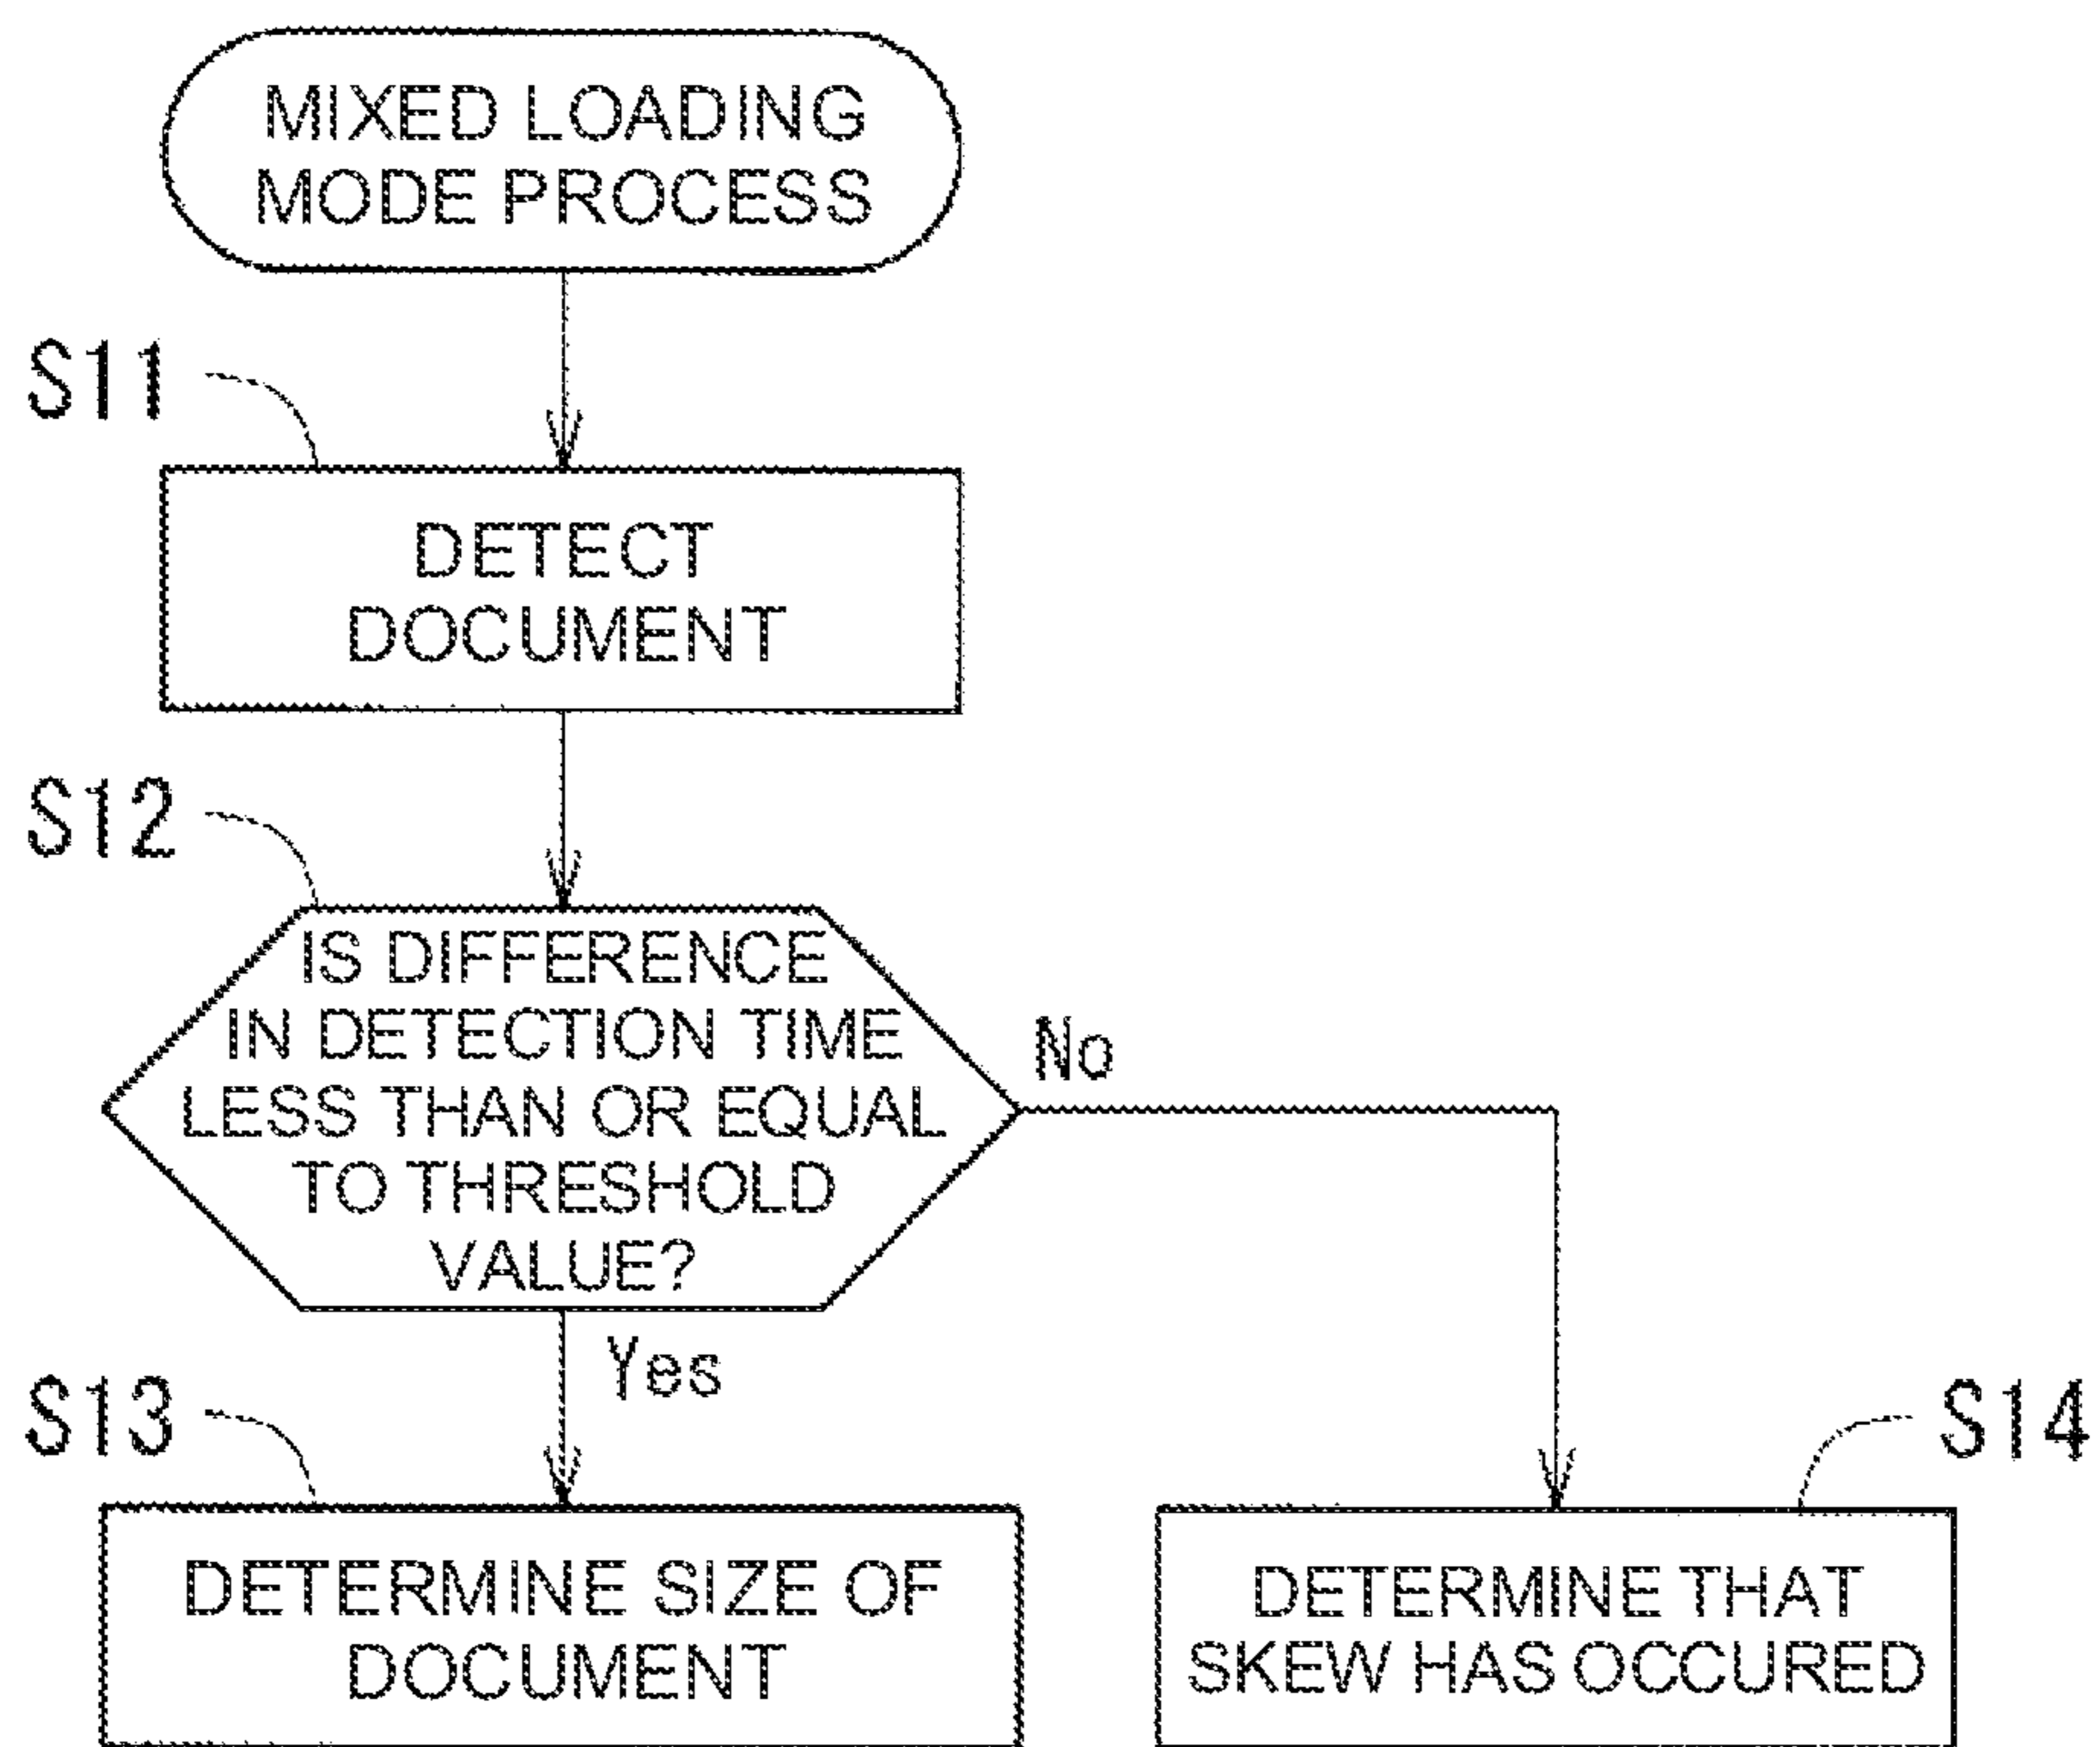 MIXED LOADING
MODE PROCESS
S11
DETECT
DOCUMENT
S12
IS DIFFERENCE
IN DETECTION TIME
LESS THAN OR EQUAL
TO THRESHOLD
VALUE?
No
Yes
S13
DETERMINE SIZE OF
DOCUMENT
S14
DETERMINE THAT
SKEW HAS OCCURED